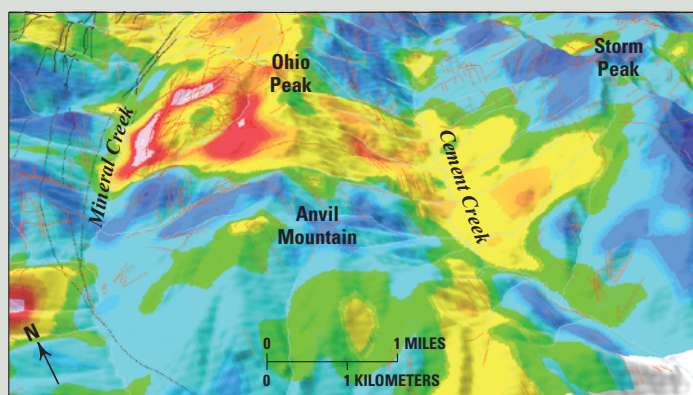 Ohio
Peak
Storm
Peak
Mineral Creek
Cement Creek
Anvil
Mountain
N
0 1 MILES
0 1 KILOMETERS